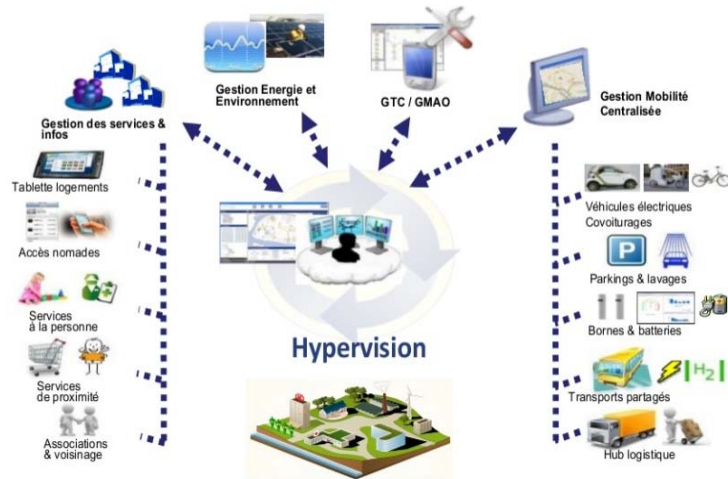 Gestion des services &
infos
Gestion Energie et
Environnement
GTC / GMAO
Gestion Mobilité
Centralisée
Tablette logements
Accès nomades
Services
à la personne
Services
de proximité
Associations
& voisinage
Hypervision
Véhicules électriques
Covoiturages
P
Parkings & lavages
Bornes & batteries
H2
Transports partagés
Hub logistique